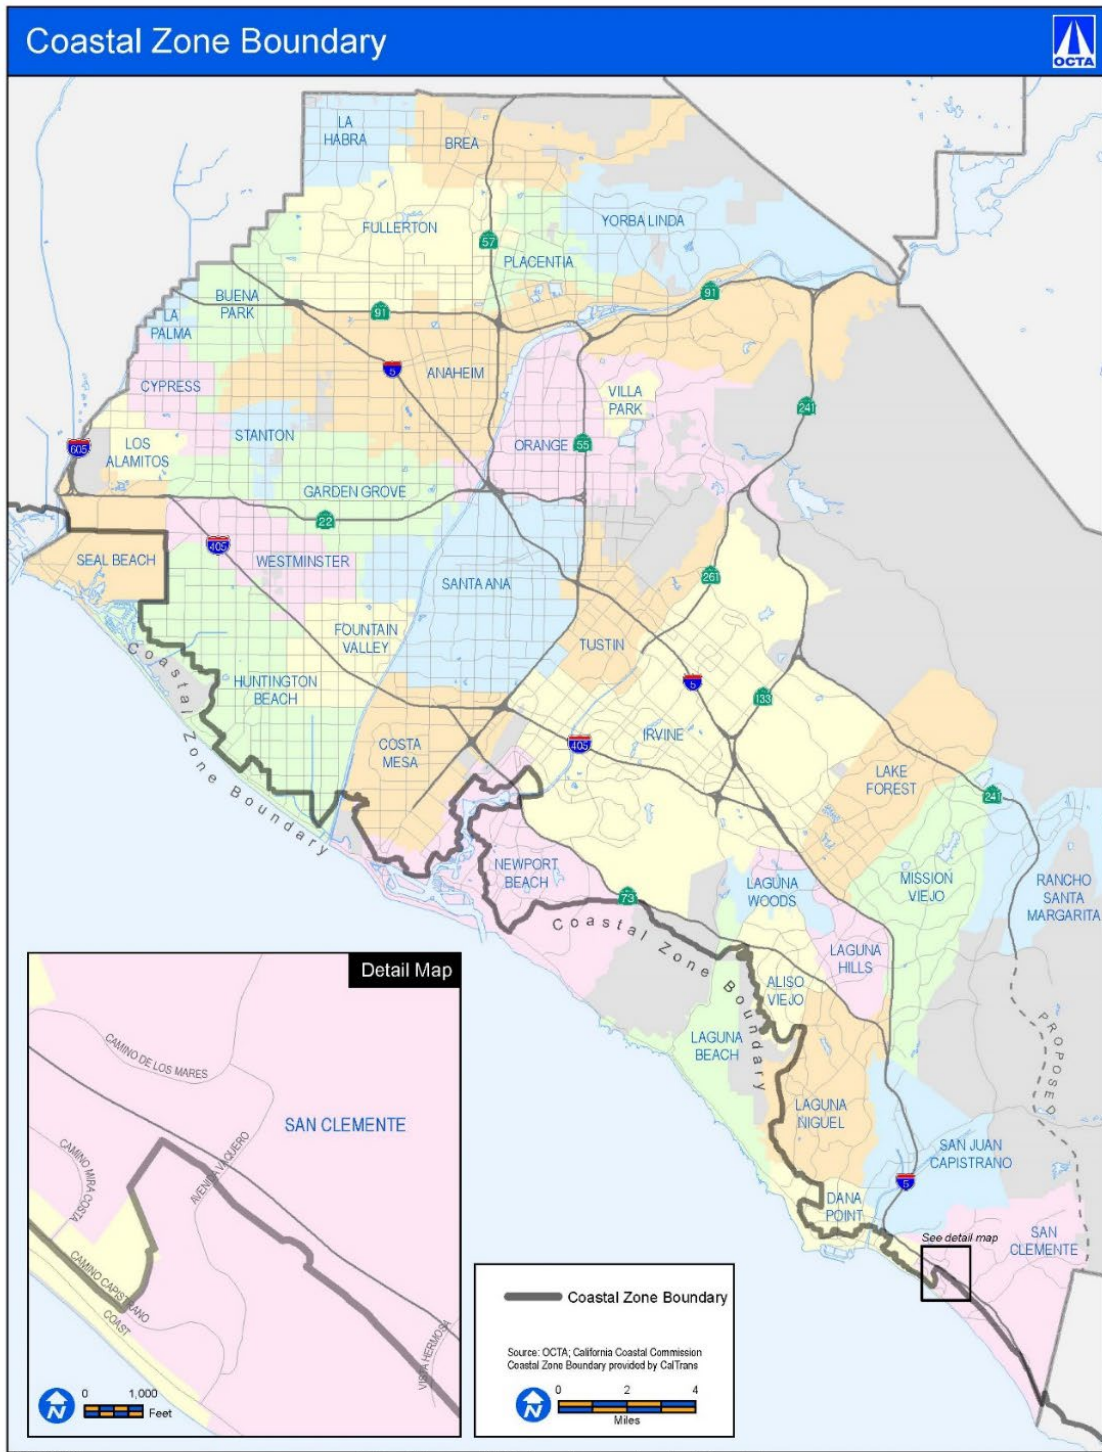 Coastal Zone Boundary
OCTA
LA
HABRA
BREA
FULLERTON
57
YORBA LINDA
PLACENTIA
BUENA
PARK
91
91
LA
PALMA
5
ANAHEIM
CYPRESS
VILLA
PARK
241
STANTON
LOS
ALAMITOS
605
ORANGE
55
GARDEN GROVE
22
405
WESTMINSTER
SEAL BEACH
SANTA ANA
261
FOUNTAIN
VALLEY
TUSTIN
HUNTINGTON
BEACH
5
133
COSTA
MESA
405
IRVINE
LAKE
FOREST
241
Coastal Zone Boundary
NEWPORT
BEACH
73
LAGUNA
WOODS
MISSION
VIEJO
RANCHO
SANTA
MARGARITA
LAGUNA
HILLS
ALISO
VIEJO
Coastal Zone Boundary
LAGUNA
BEACH
PROPOSED
LAGUNA
NIGUEL
SAN JUAN
CAPISTRANO
5
DANA
POINT
See detail map
SAN
CLEMENTE
Detail Map
CAMINO DE LOS MARES
SAN CLEMENTE
CAMINO MIRA COSTA
AVENIDA VAQUERO
CAMINO CAPISTRANO
COAST
VISTA HERMOSA
N
0 1,000
Feet
Coastal Zone Boundary
Source: OCTA; California Coastal Commission
Coastal Zone Boundary provided by CalTrans
N
0 2 4
Miles